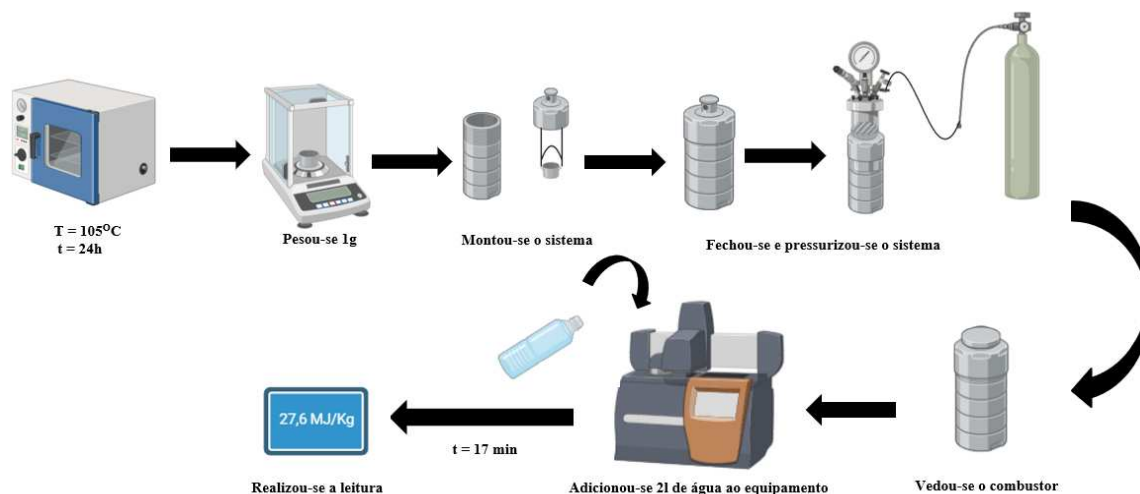 T = 105ºC
t = 24h
Pesou-se 1g
Montou-se o sistema
Fechou-se e pressurizou-se o sistema
27,6 MJ/Kg
t = 17 min
Realizou-se a leitura
Adicionou-se 2l de água ao equipamento
Vedou-se o combustor